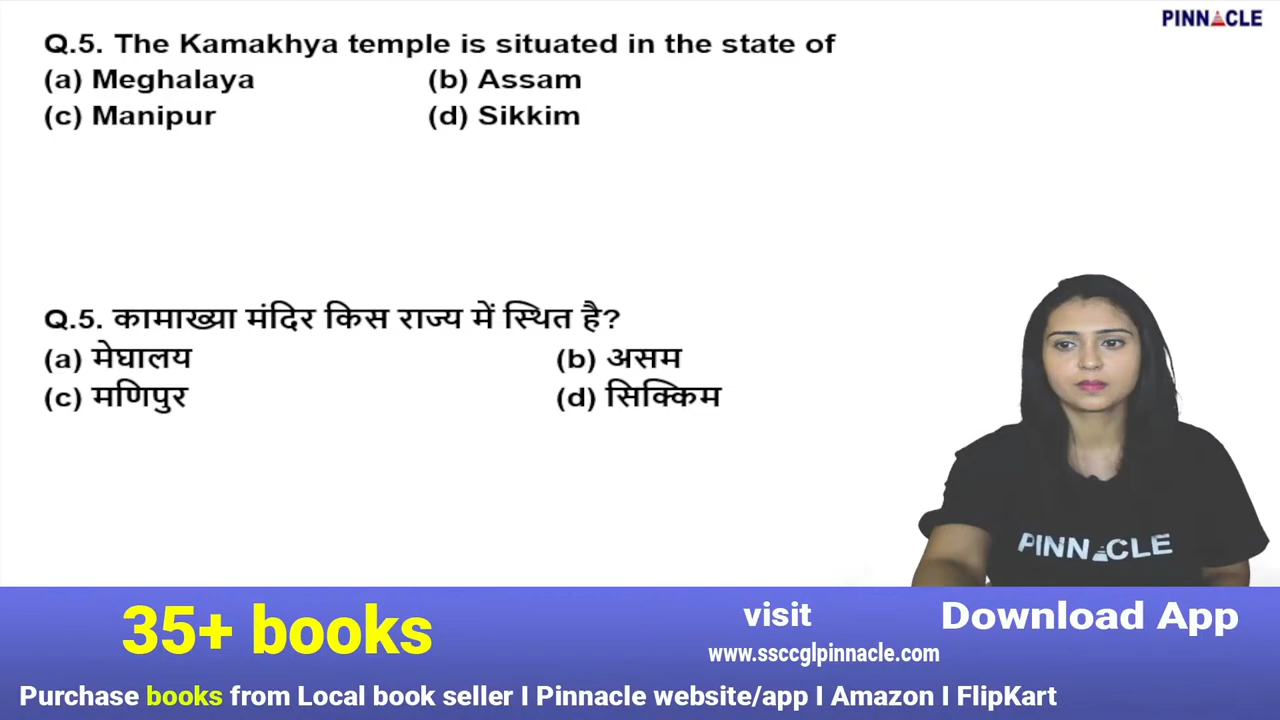 PINNACLE
Q.5. The Kamakhya temple is situated in the state of
(a) Meghalaya (b) Assam
(c) Manipur (d) Sikkim
Q.5. कामाख्या मंदिर किस राज्य में स्थित है?
(a) मेघालय (b) असम
(c) मणिपुर (d) सिक्किम
PINNACLE
35+ books
visit
www.ssccglpinnacle.com
Download App
Purchase books from Local book seller I Pinnacle website/app I Amazon I FlipKart